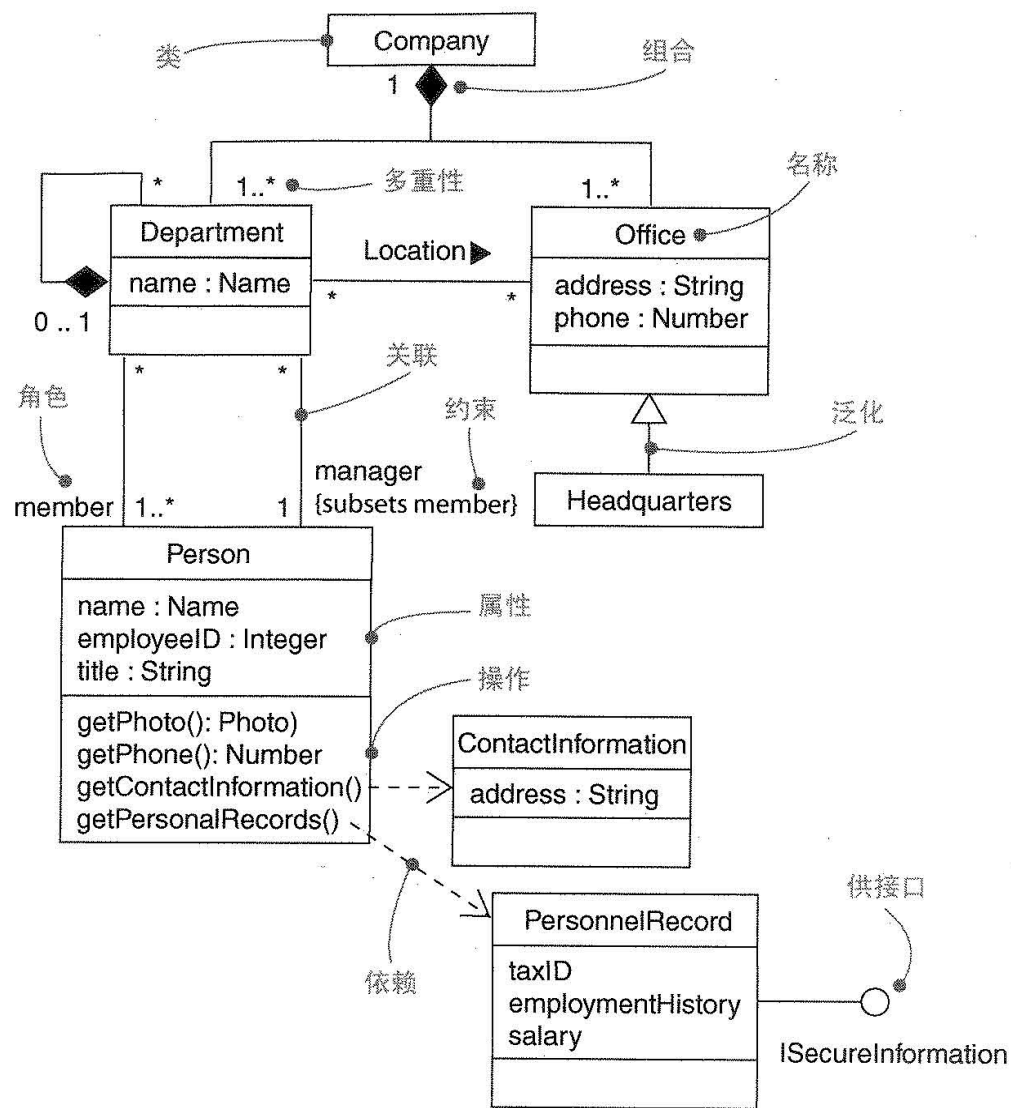 类
Company
组合
1
*
1..*
多重性
1..*
名称
Department
Office
Location ▶
name : Name
address : String
phone : Number
*
*
0 .. 1
*
*
关联
角色
约束
泛化
manager
{subsets member}
member
1..*
1
Headquarters
Person
name : Name
employeeID : Integer
title : String
属性
操作
getPhoto(): Photo)
getPhone(): Number
getContactInformation()
getPersonalRecords()
ContactInformation
address : String
供接口
PersonnelRecord
依赖
taxID
employmentHistory
salary
ISecureInformation